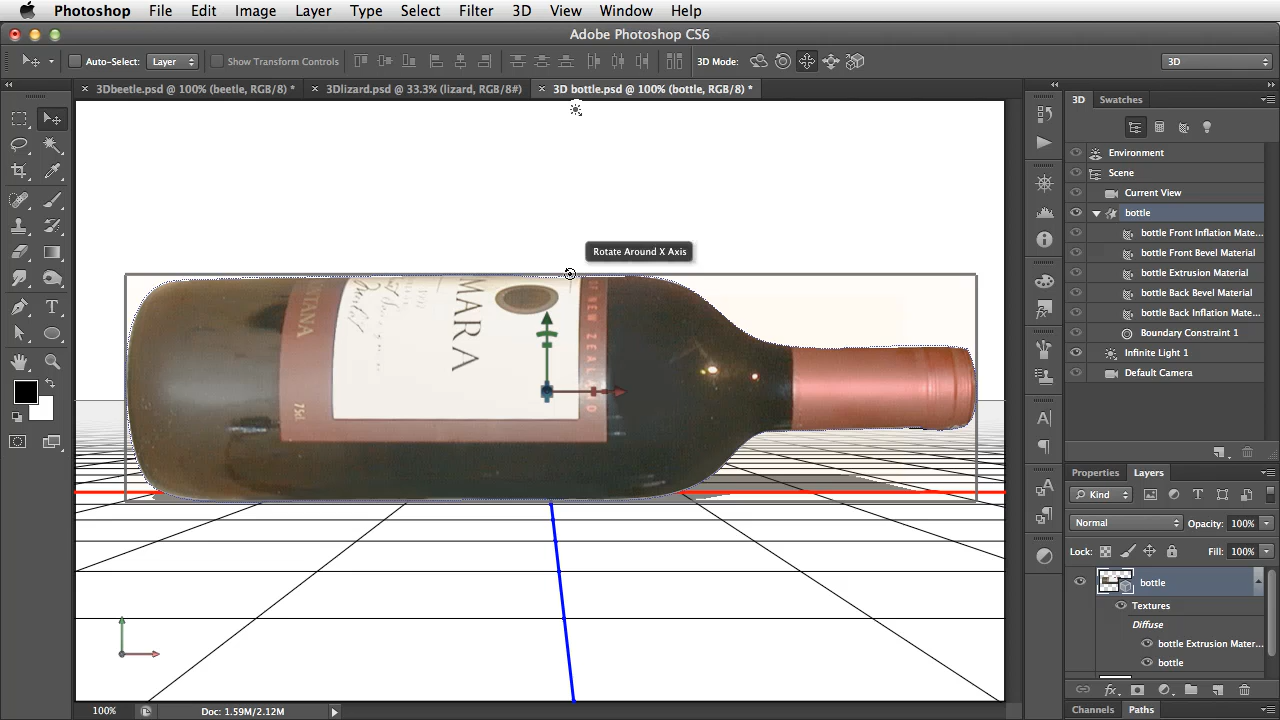 Photoshop File Edit Image Layer Type Select Filter 3D View Window Help
Adobe Photoshop CS6
Auto-Select: Layer Show Transform Controls 3D Mode: 3D
3Dbeetle.psd @ 100% (beetle, RGB/8) * 3Dlizard.psd @ 33.3% (lizard, RGB/8#) 3D bottle.psd @ 100% (bottle, RGB/8) *
3D Swatches
Environment
Scene
Current View
bottle
bottle Front Inflation Mate...
bottle Front Bevel Material
bottle Extrusion Material
bottle Back Bevel Material
bottle Back Inflation Mater...
Boundary Constraint 1
Infinite Light 1
Default Camera
Rotate Around X Axis
MARA
OF NEW ZEALAND
75cl
Properties Layers
Kind
Normal Opacity: 100%
Lock: Fill: 100%
bottle
Textures
Diffuse
bottle Extrusion Mater...
bottle
Channels Paths
100% Doc: 1.59M/2.12M